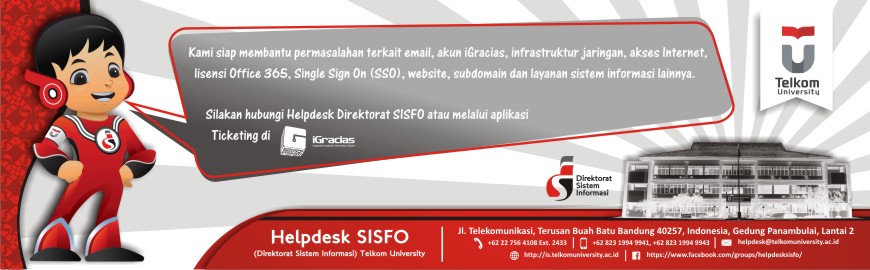 Kami siap membantu permasalahan terkait email, akun iGracias, infrastruktur jaringan, akses Internet,
lisensi Office 365, Single Sign On (SSO), website, subdomain dan layanan sistem informasi lainnya.
Silakan hubungi Helpdesk Direktorat SISFO atau melalui aplikasi
Ticketing di iGracias
Telkom
University
Direktorat
Sistem
Informasi
Helpdesk SISFO
(Direktorat Sistem Informasi) Telkom University
Jl. Telekomunikasi, Terusan Buah Batu Bandung 40257, Indonesia, Gedung Panambulai, Lantai 2
+62 22 756 4108 Ext. 2433 | +62 823 1994 9941, +62 823 1994 9943 | helpdesk@telkomuniversity.ac.id
http://is.telkomuniversity.ac.id | https://www.facebook.com/groups/helpdesksisfo/